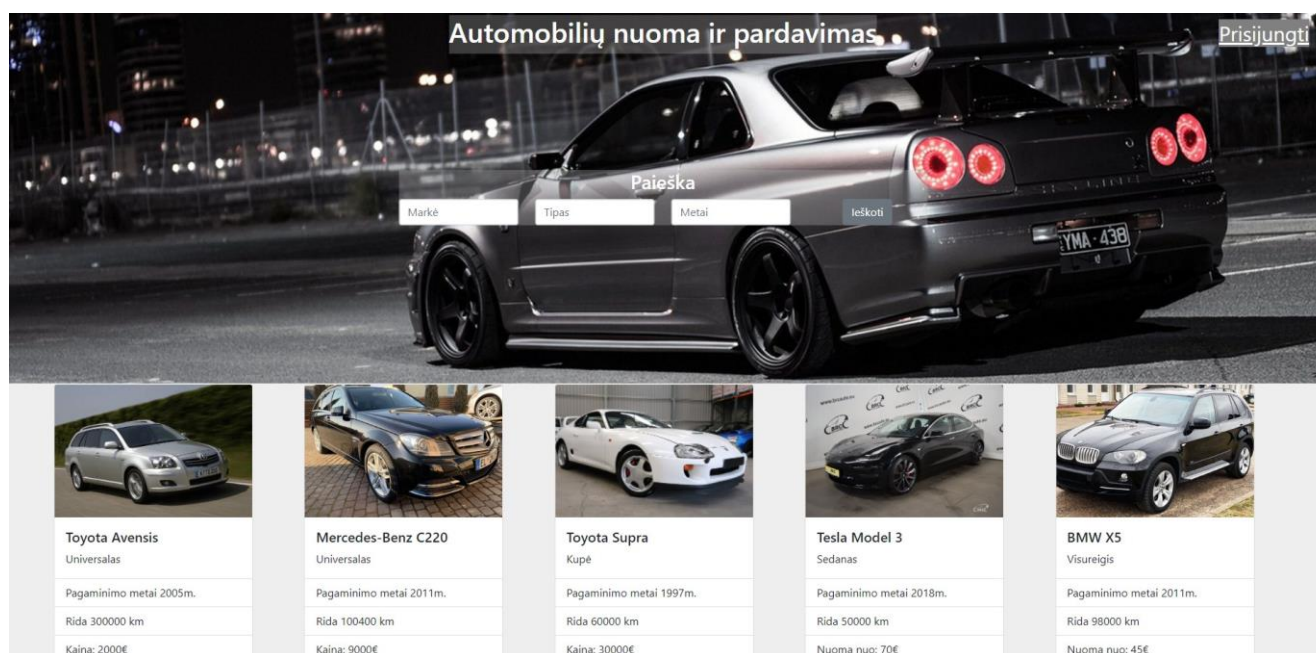 Automobilių nuoma ir pardavimas
Prisijungti
Paieška
Markė
Tipas
Metai
Ieškoti
YMA·438
Toyota Avensis
Universalas
Pagaminimo metai 2005m.
Rida 300000 km
Kaina: 2000€
Mercedes-Benz C220
Universalas
Pagaminimo metai 2011m.
Rida 100400 km
Kaina: 9000€
Toyota Supra
Kupė
Pagaminimo metai 1997m.
Rida 60000 km
Kaina: 30000€
Tesla Model 3
Sedanas
Pagaminimo metai 2018m.
Rida 50000 km
Nuoma nuo: 70€
BMW X5
Visureigis
Pagaminimo metai 2011m.
Rida 98000 km
Nuoma nuo: 45€